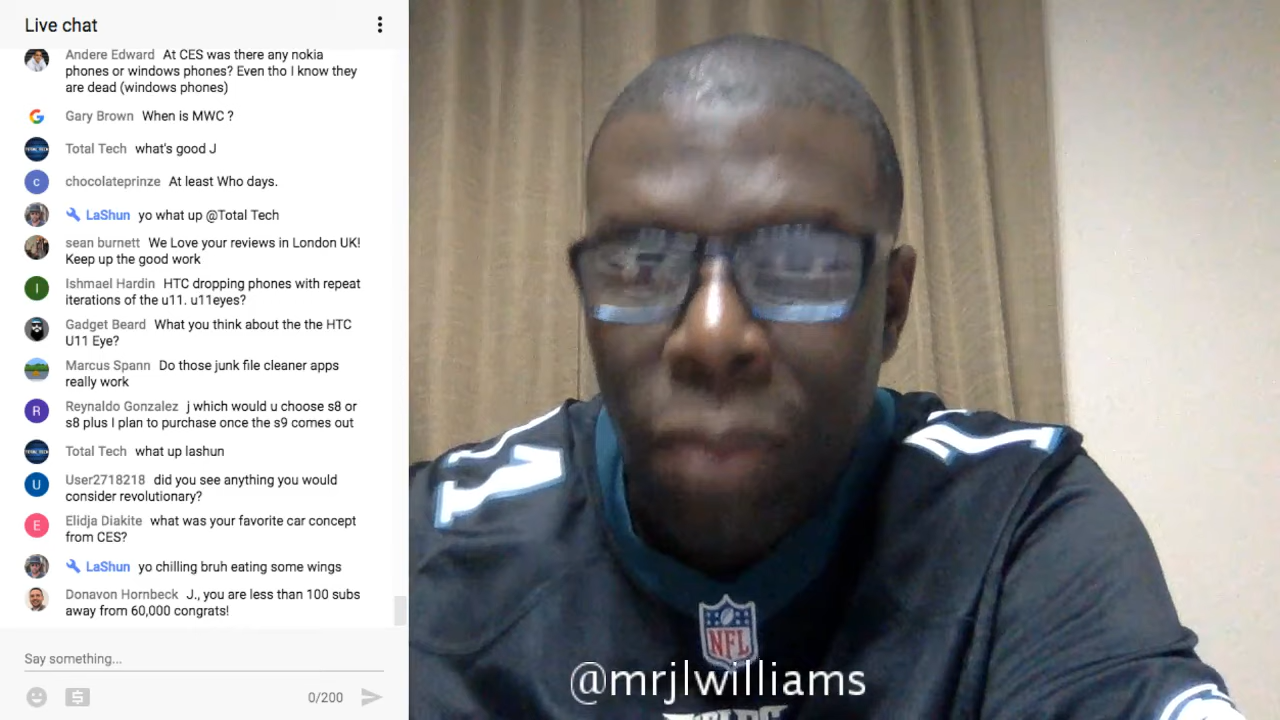 Live chat
Andere Edward At CES was there any nokia
phones or windows phones? Even tho I know they
are dead (windows phones)
Gary Brown When is MWC ?
Total Tech what's good J
chocolateprinze At least Who days.
LaShun yo what up @Total Tech
sean burnett We Love your reviews in London UK!
Keep up the good work
Ishmael Hardin HTC dropping phones with repeat
iterations of the u11. u11eyes?
Gadget Beard What you think about the the HTC
U11 Eye?
Marcus Spann Do those junk file cleaner apps
really work
Reynaldo Gonzalez j which would u choose s8 or
s8 plus I plan to purchase once the s9 comes out
Total Tech what up lashun
User2718218 did you see anything you would
consider revolutionary?
Elidja Diakite what was your favorite car concept
from CES?
LaShun yo chilling bruh eating some wings
Donavon Hornbeck J., you are less than 100 subs
away from 60,000 congrats!
Say something...
0/200
NFL
@mrjlwilliams